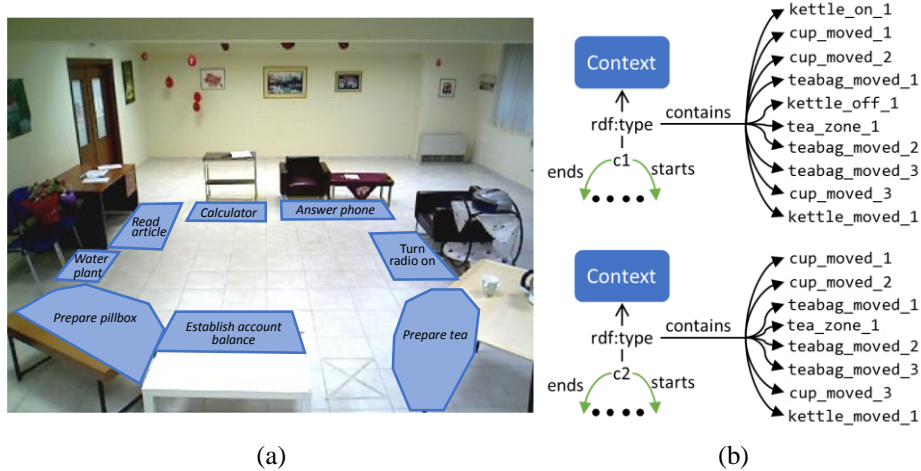 Read
article
Calculator
Answer phone
Water
plant
Turn
radio on
Prepare pillbox
Establish account
balance
Prepare tea
(a)
Context
rdf:type
contains
c1
ends
starts
kettle_on_1
cup_moved_1
cup_moved_2
teabag_moved_1
kettle_off_1
tea_zone_1
teabag_moved_2
teabag_moved_3
cup_moved_3
kettle_moved_1
Context
rdf:type
contains
c2
ends
starts
cup_moved_1
cup_moved_2
teabag_moved_1
tea_zone_1
teabag_moved_2
teabag_moved_3
cup_moved_3
kettle_moved_1
(b)